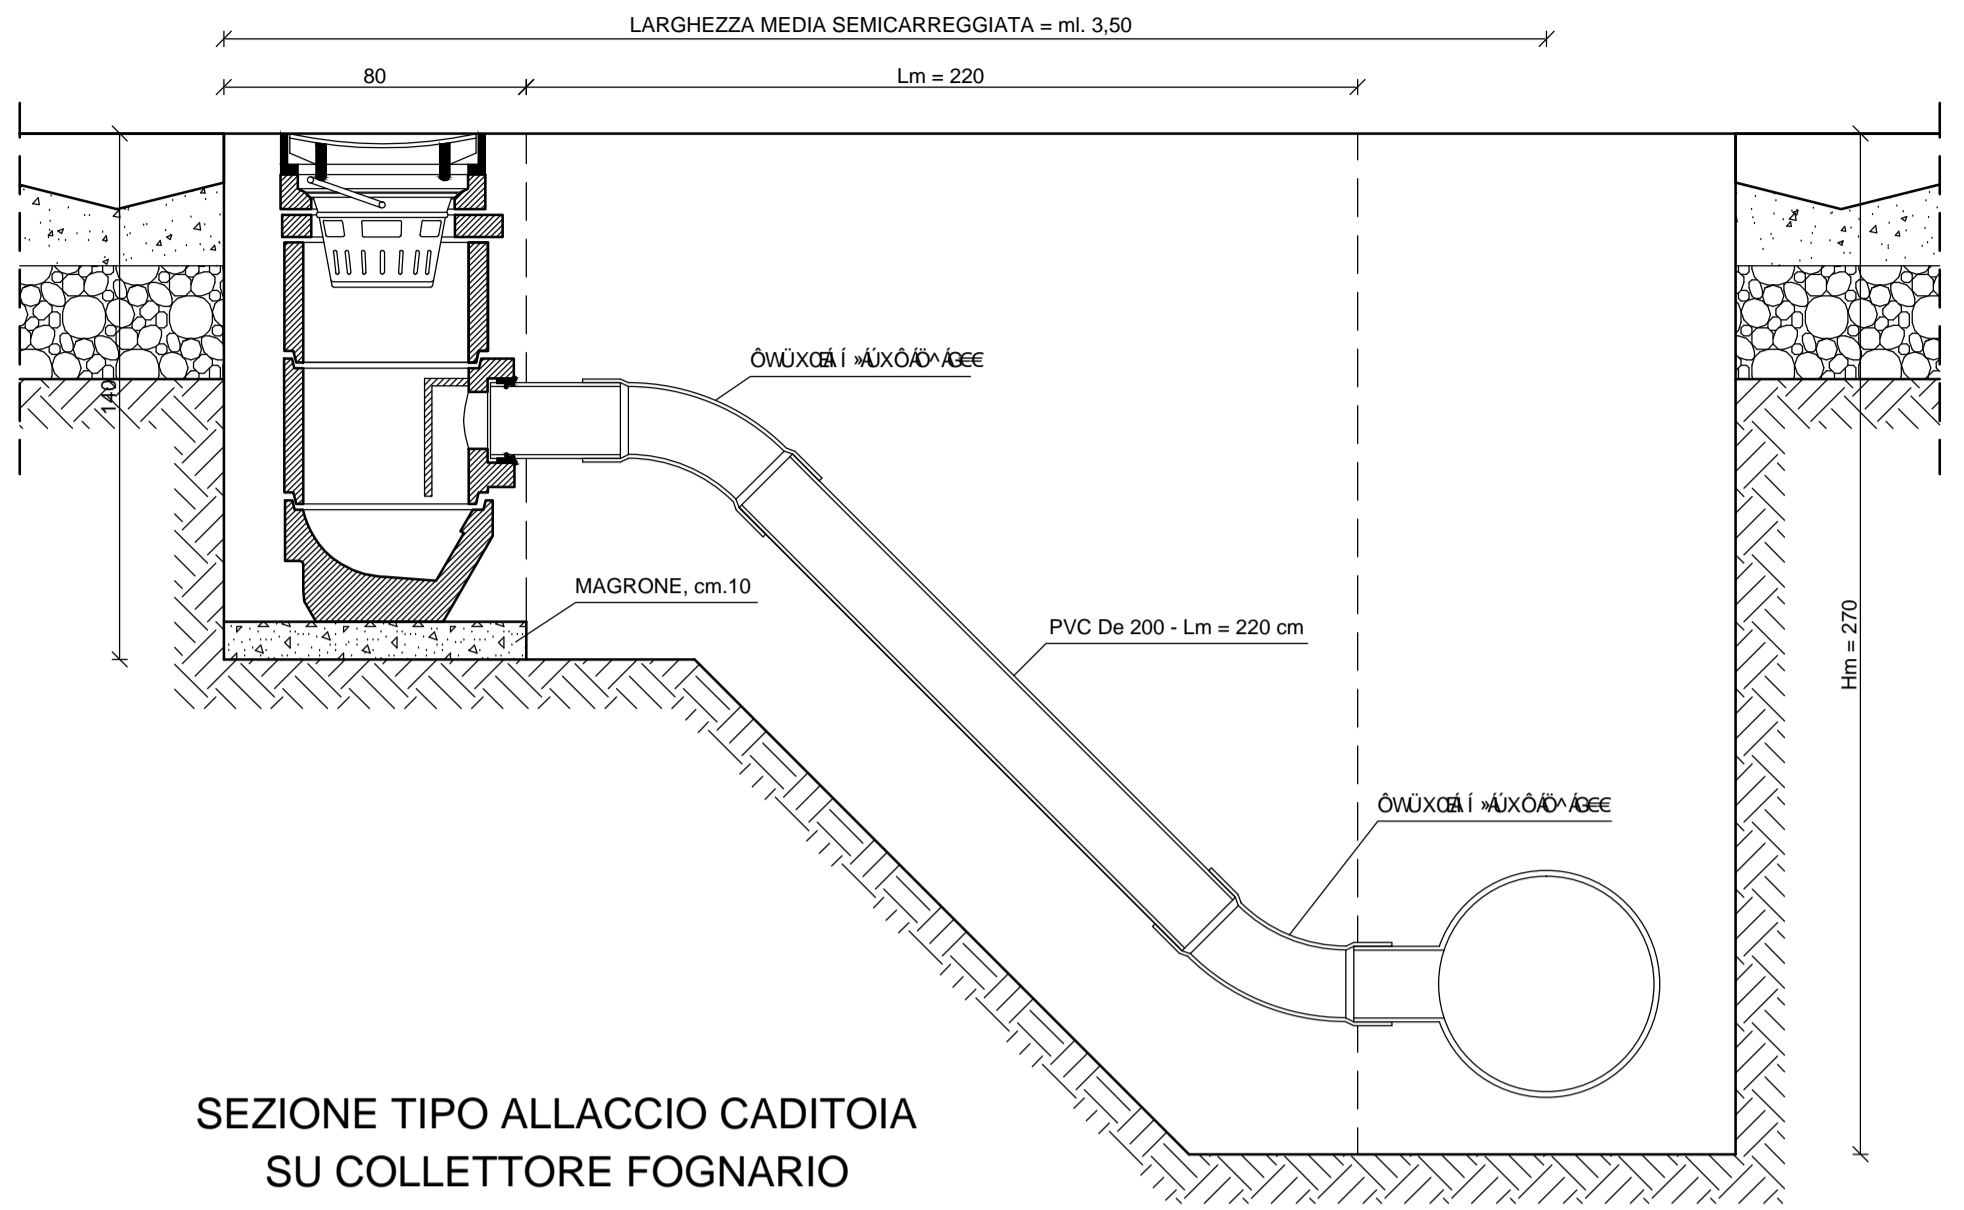 LARGHEZZA MEDIA SEMICARREGGIATA = ml. 3,50
80
Lm = 220
140
MAGRONE, cm.10
PVC De 200 - Lm = 220 cm
Hm = 270
SEZIONE TIPO ALLACCIO CADITOIA
SU COLLETTORE FOGNARIO